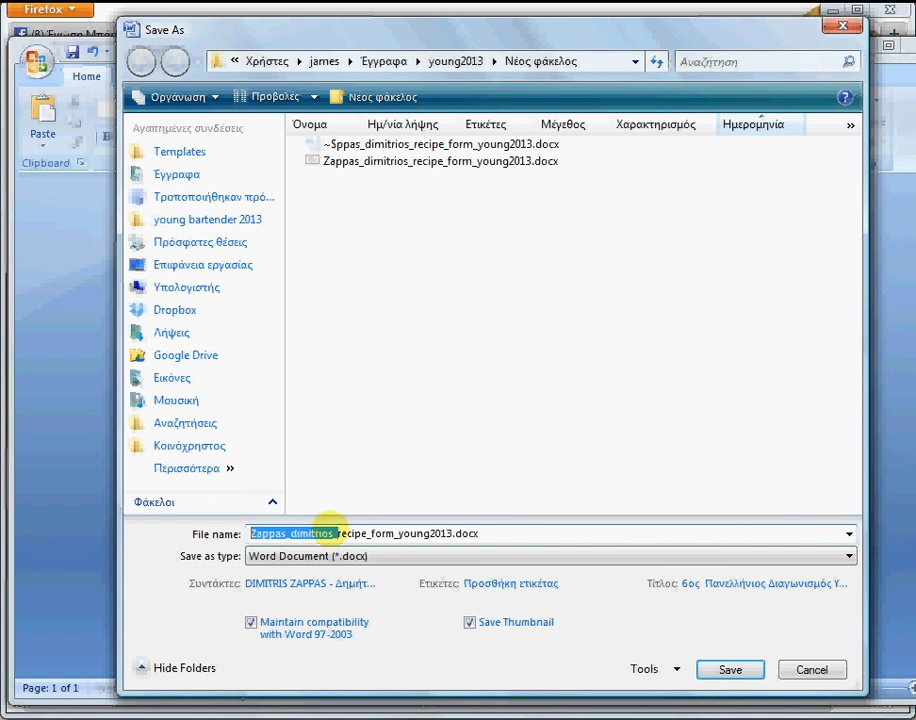 Firefox
Save As
« Χρήστες james Έγγραφα young2013 Νέος φάκελος
Αναζήτηση
Home
Οργάνωση Προβολές Νέος φάκελος
Paste
Clipboard
Αγαπημένες συνδέσεις
Templates
Έγγραφα
Τροποποιήθηκαν πρό...
young bartender 2013
Πρόσφατες θέσεις
Επιφάνεια εργασίας
Υπολογιστής
Dropbox
Λήψεις
Google Drive
Εικόνες
Μουσική
Αναζητήσεις
Κοινόχρηστος
Περισσότερα »
Φάκελοι
Όνομα Ημ/νία λήψης Ετικέτες Μέγεθος Χαρακτηρισμός Ημερομηνία »
~$ppas_dimitrios_recipe_form_young2013.docx
Zappas_dimitrios_recipe_form_young2013.docx
File name: Zappas_dimitrios_recipe_form_young2013.docx
Save as type: Word Document (*.docx)
Συντάκτες: DIMITRIS ZAPPAS - Δημήτ... Ετικέτες: Προσθήκη ετικέτας Τίτλος: 6ος Πανελλήνιος Διαγωνισμός Υ...
Maintain compatibility
with Word 97-2003
Save Thumbnail
Hide Folders
Tools Save Cancel
Page: 1 of 1